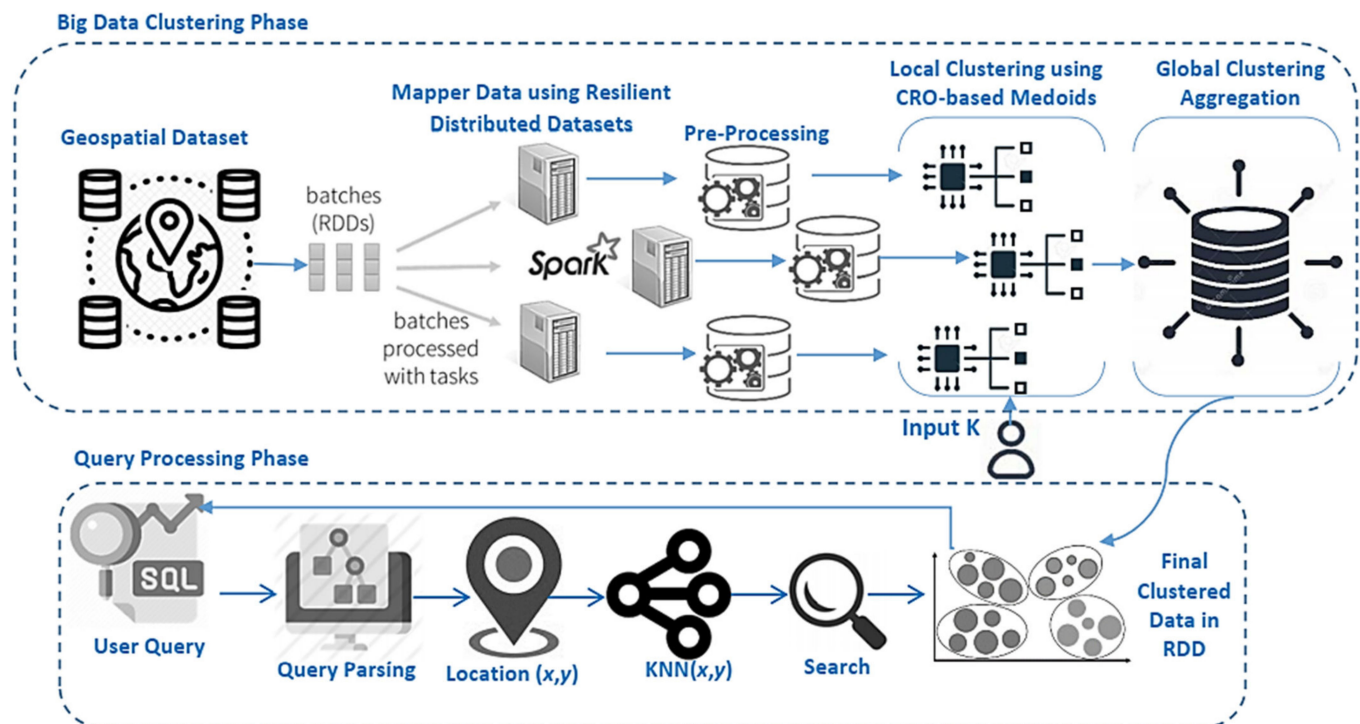 Big Data Clustering Phase
Geospatial Dataset
batches
(RDDs)
Mapper Data using Resilient
Distributed Datasets
Spark
batches
processed
with tasks
Pre-Processing
Local Clustering using
CRO-based Medoids
Global Clustering
Aggregation
Input K
Query Processing Phase
SQL
User Query
Query Parsing
Location (x,y)
KNN(x,y)
Search
Final
Clustered
Data in
RDD